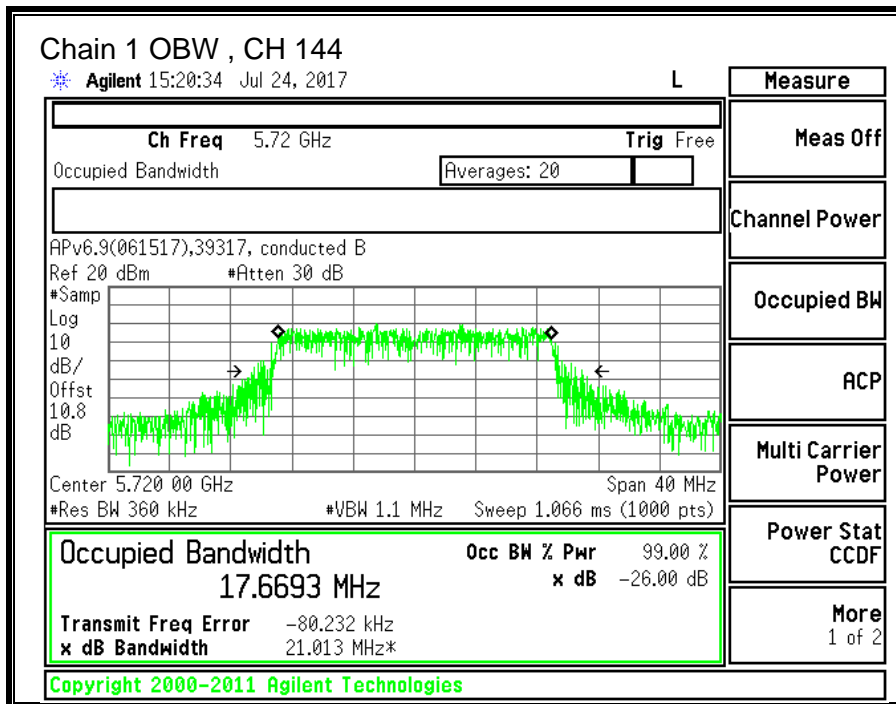 Chain 1 OBW , CH 144
Agilent 15:20:34 Jul 24, 2017 L Measure
Ch Freq 5.72 GHz Trig Free
Meas Off
Occupied Bandwidth Averages: 20
Channel Power
APv6.9(061517),39317, conducted B
Ref 20 dBm #Atten 30 dB
#Samp
Log
10
dB/
Offst
10.8
dB
Occupied BW
ACP
Multi Carrier
Power
Center 5.720 00 GHz Span 40 MHz
#Res BW 360 kHz #VBW 1.1 MHz Sweep 1.066 ms (1000 pts)
Power Stat
CCDF
Occupied Bandwidth Occ BW % Pwr 99.00 %
17.6693 MHz x dB -26.00 dB
Transmit Freq Error -80.232 kHz
x dB Bandwidth 21.013 MHz*
More
1 of 2
Copyright 2000-2011 Agilent Technologies